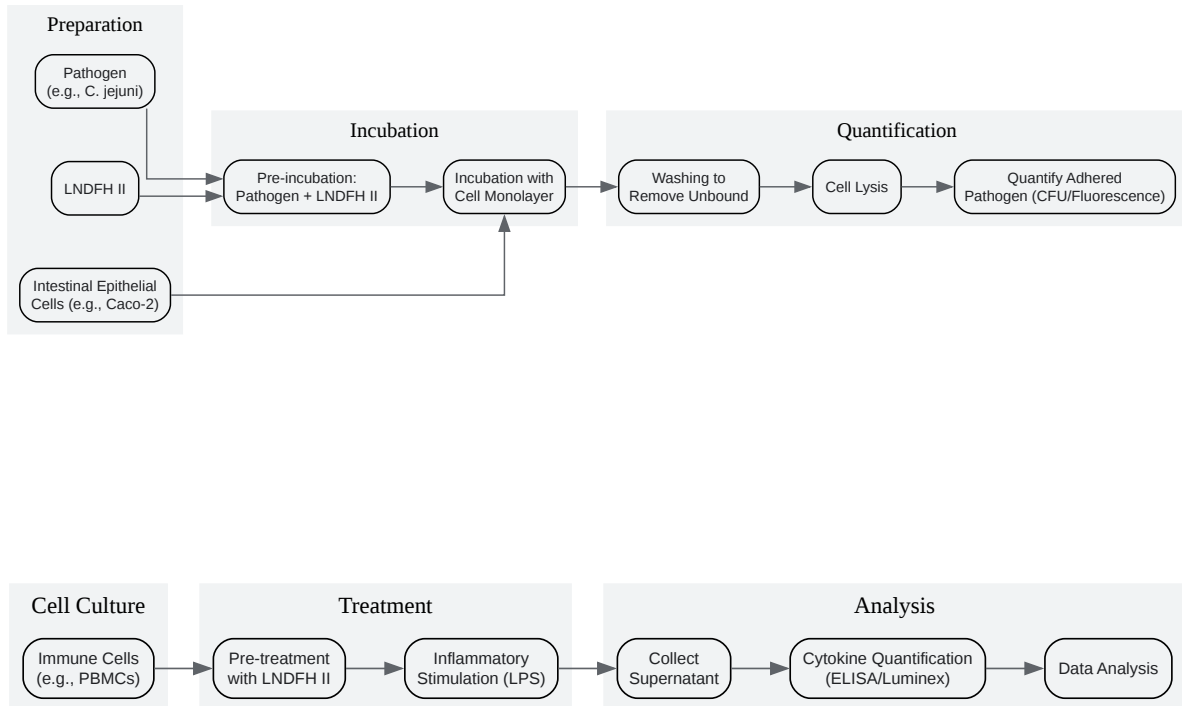 Preparation
Pathogen
(e.g., C. jejuni)
LNDFH II
Intestinal Epithelial
Cells (e.g., Caco-2)
Incubation
Pre-incubation:
Pathogen + LNDFH II
Incubation with
Cell Monolayer
Quantification
Washing to
Remove Unbound
Cell Lysis
Quantify Adhered
Pathogen (CFU/Fluorescence)
Cell Culture
Immune Cells
(e.g., PBMCs)
Treatment
Pre-treatment
with LNDFH II
Inflammatory
Stimulation (LPS)
Analysis
Collect
Supernatant
Cytokine Quantification
(ELISA/Luminex)
Data Analysis